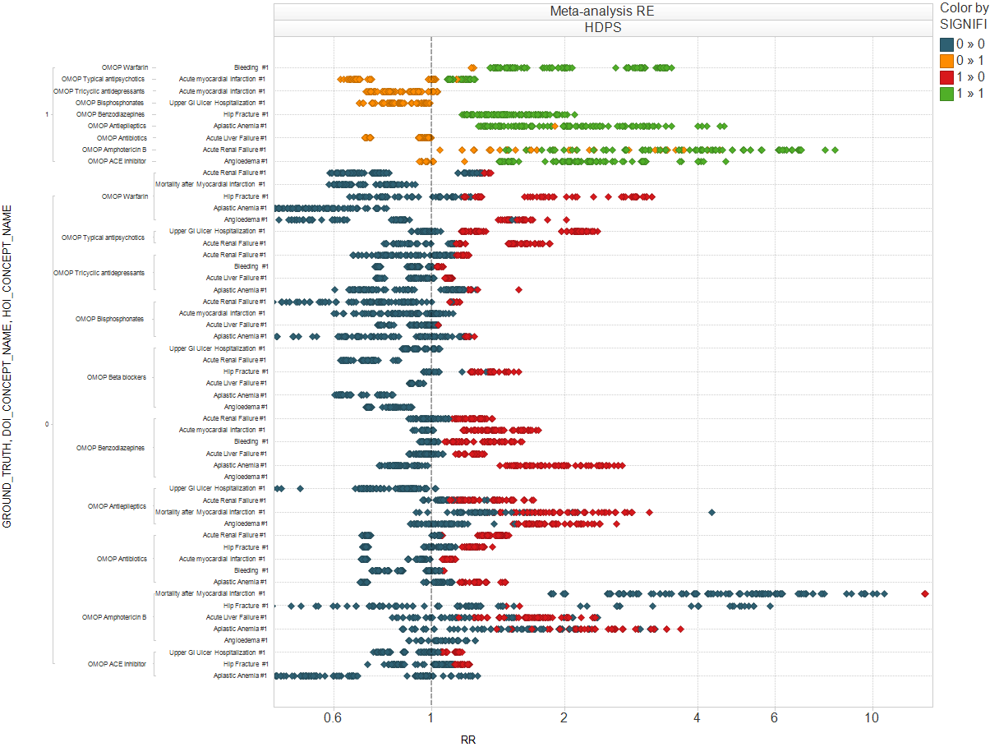 Meta-analysis RE
HDPS
Color by
SIGNIFI
0 » 0
0 » 1
1 » 0
1 » 1
GROUND_TRUTH, DOI_CONCEPT_NAME, HOI_CONCEPT_NAME
1
OMOP Warfarin Bleeding #1
OMOP Typical antipsychotics Acute myocardial Infarction #1
OMOP Tricyclic antidepressants Acute myocardial Infarction #1
OMOP Bisphosphonates Upper GI Ulcer Hospitalization #1
OMOP Benzodiazepines Hip Fracture #1
OMOP Antiepileptics Aplastic Anemia #1
OMOP Antibiotics Acute Liver Failure #1
OMOP Amphotericin B Acute Renal Failure #1
OMOP ACE Inhibitor Angioedema #1
0
OMOP Warfarin
Acute Renal Failure #1
Mortality after Myocardial Infarction #1
Hip Fracture #1
Aplastic Anemia #1
Angioedema #1
OMOP Typical antipsychotics
Upper GI Ulcer Hospitalization #1
Acute Renal Failure #1
OMOP Tricyclic antidepressants
Acute Renal Failure #1
Bleeding #1
Acute Liver Failure #1
Aplastic Anemia #1
OMOP Bisphosphonates
Acute Renal Failure #1
Acute myocardial Infarction #1
Acute Liver Failure #1
Aplastic Anemia #1
OMOP Beta blockers
Upper GI Ulcer Hospitalization #1
Acute Renal Failure #1
Hip Fracture #1
Acute Liver Failure #1
Aplastic Anemia #1
Angioedema #1
OMOP Benzodiazepines
Acute Renal Failure #1
Acute myocardial Infarction #1
Bleeding #1
Acute Liver Failure #1
Aplastic Anemia #1
Angioedema #1
OMOP Antiepileptics
Upper GI Ulcer Hospitalization #1
Acute Renal Failure #1
Mortality after Myocardial Infarction #1
Angioedema #1
OMOP Antibiotics
Acute Renal Failure #1
Hip Fracture #1
Acute myocardial Infarction #1
Bleeding #1
Aplastic Anemia #1
OMOP Amphotericin B
Mortality after Myocardial Infarction #1
Hip Fracture #1
Acute Liver Failure #1
Aplastic Anemia #1
Angioedema #1
OMOP ACE Inhibitor
Upper GI Ulcer Hospitalization #1
Hip Fracture #1
Aplastic Anemia #1
0.6 1 2 4 6 10
RR